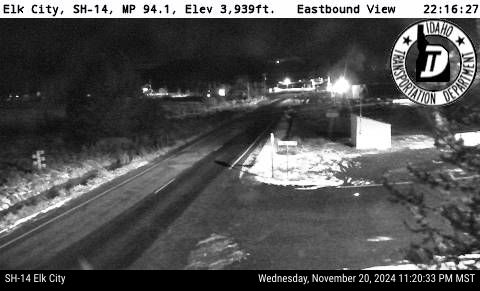 Elk City, SH-14, MP 94.1, Elev 3,939ft. Eastbound View 22:16:27
IDAHO
TRANSPORTATION DEPARTMENT
SH-14 Elk City Wednesday, November 20, 2024 11:20:33 PM MST